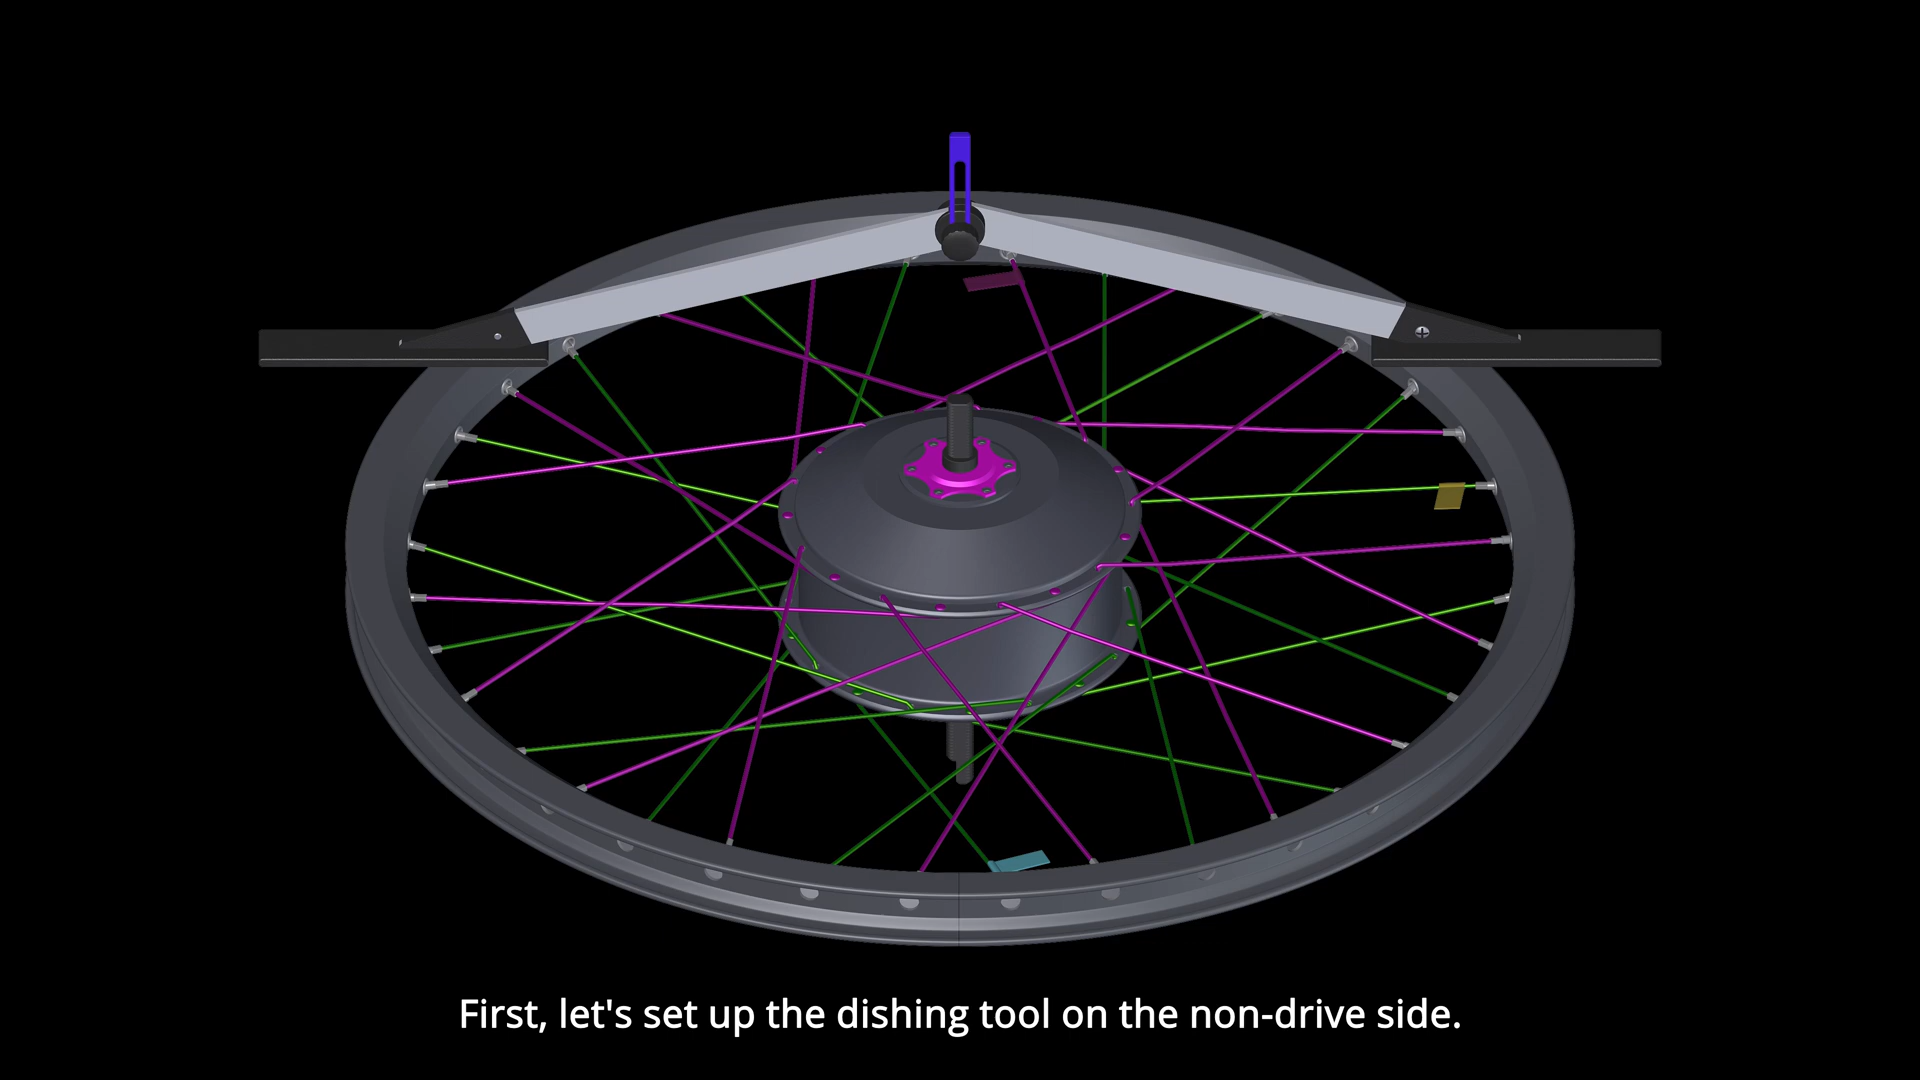 First, let's set up the dishing tool on the non-drive side.